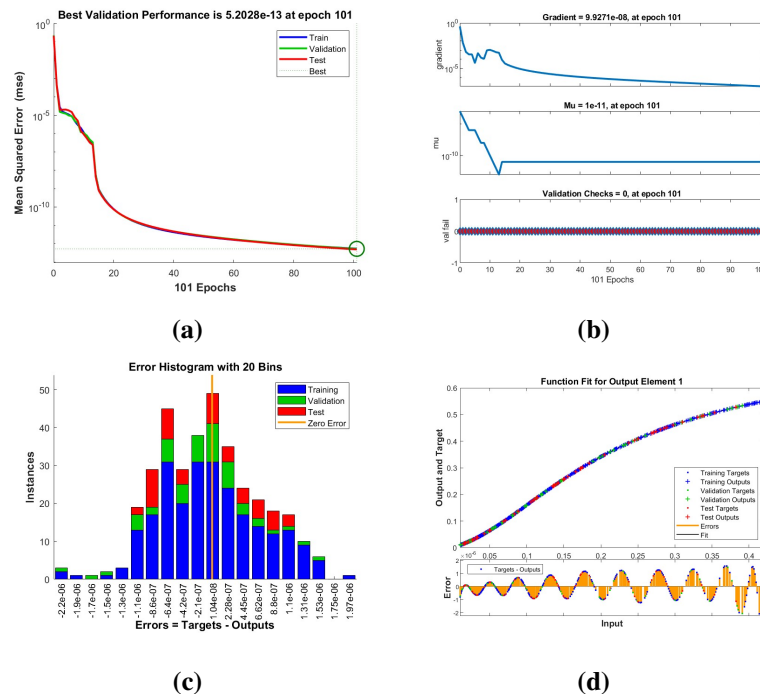 Best Validation Performance is 5.2028e-13 at epoch 101
Mean Squared Error (mse)
10^0
10^-5
10^-10
Train
Validation
Test
Best
0 20 40 60 80 100
101 Epochs
(a)
Gradient = 9.9271e-08, at epoch 101
gradient
10^0
10^-5
Mu = 1e-11, at epoch 101
mu
10^-10
Validation Checks = 0, at epoch 101
val fail
1
0
-1
0 10 20 30 40 50 60 70 80 90 100
101 Epochs
(b)
Error Histogram with 20 Bins
Instances
50
40
30
20
10
0
Training
Validation
Test
Zero Error
-2.2e-06
-1.9e-06
-1.7e-06
-1.5e-06
-1.3e-06
-1.1e-06
-8.6e-07
-6.4e-07
-4.2e-07
-2.1e-07
1.04e-08
2.28e-07
4.45e-07
6.62e-07
8.8e-07
1.1e-06
1.31e-06
1.53e-06
1.75e-06
1.97e-06
Errors = Targets - Outputs
(c)
Function Fit for Output Element 1
Output and Target
0.6
0.5
0.4
0.3
0.2
0.1
0
Training Targets
Training Outputs
Validation Targets
Validation Outputs
Test Targets
Test Outputs
Errors
Fit
0.05 0.1 0.15 0.2 0.25 0.3 0.35 0.4
Error
2
1
0
-1
-2
Targets - Outputs
Input
(d)